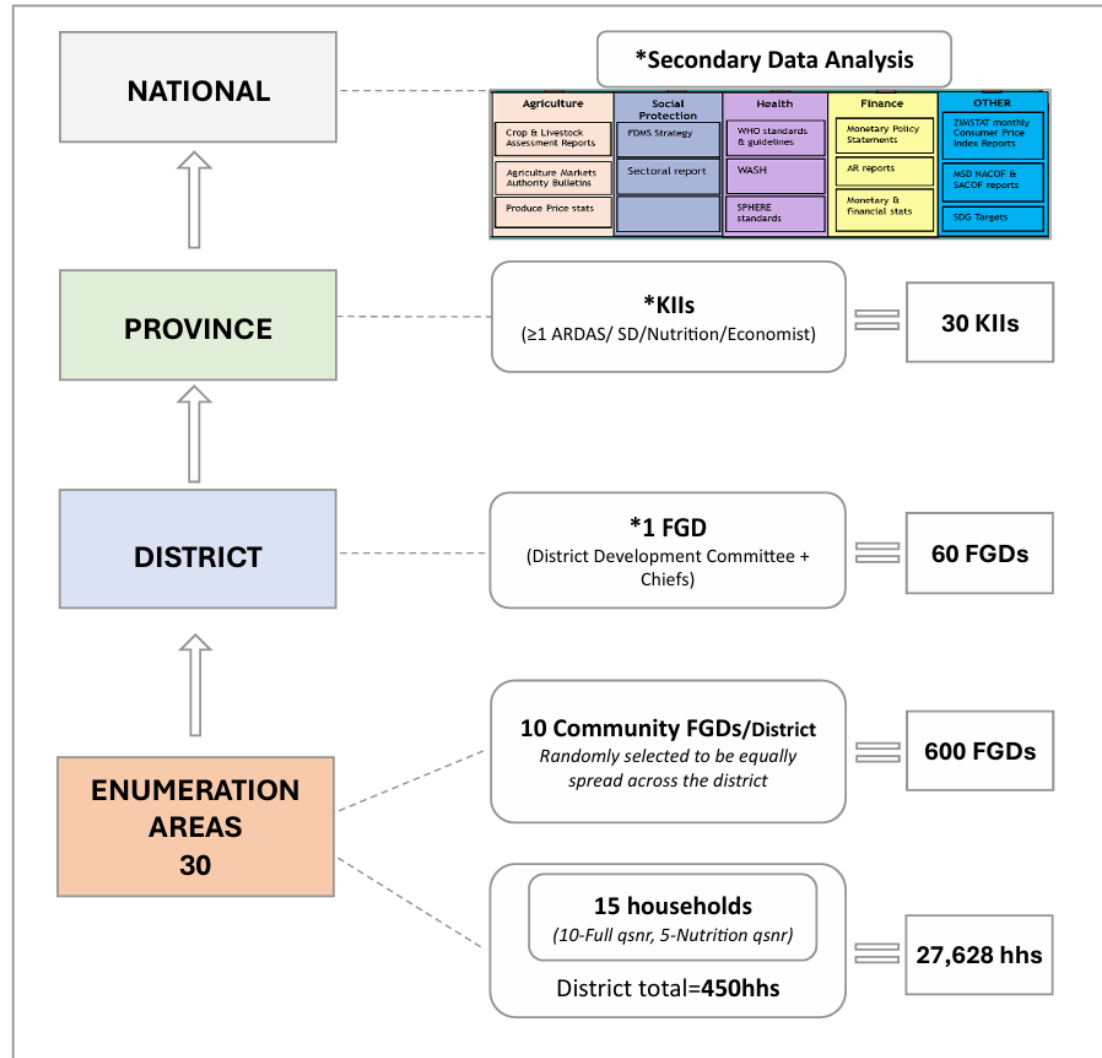 NATIONAL
*Secondary Data Analysis
Agriculture
Crop & Livestock
Assessment Reports
Agriculture Markets
Authority Bulletins
Produce Price stats
Social
Protection
FDMS Strategy
Sectoral report
Health
WHO standards
& guidelines
WASH
SPHERE
standards
Finance
Monetary Policy
Statements
AR reports
Monetary &
financial stats
OTHER
ZIMSTAT monthly
Consumer Price
Index Reports
MSD NACOF &
SACOF reports
SDG Targets
PROVINCE
*KIIs
(≥1 ARDAS/ SD/Nutrition/Economist)
30 KIIs
DISTRICT
*1 FGD
(District Development Committee +
Chiefs)
60 FGDs
ENUMERATION
AREAS
30
10 Community FGDs/District
Randomly selected to be equally
spread across the district
600 FGDs
15 households
(10-Full qsnr, 5-Nutrition qsnr)
District total=450hhs
27,628 hhs